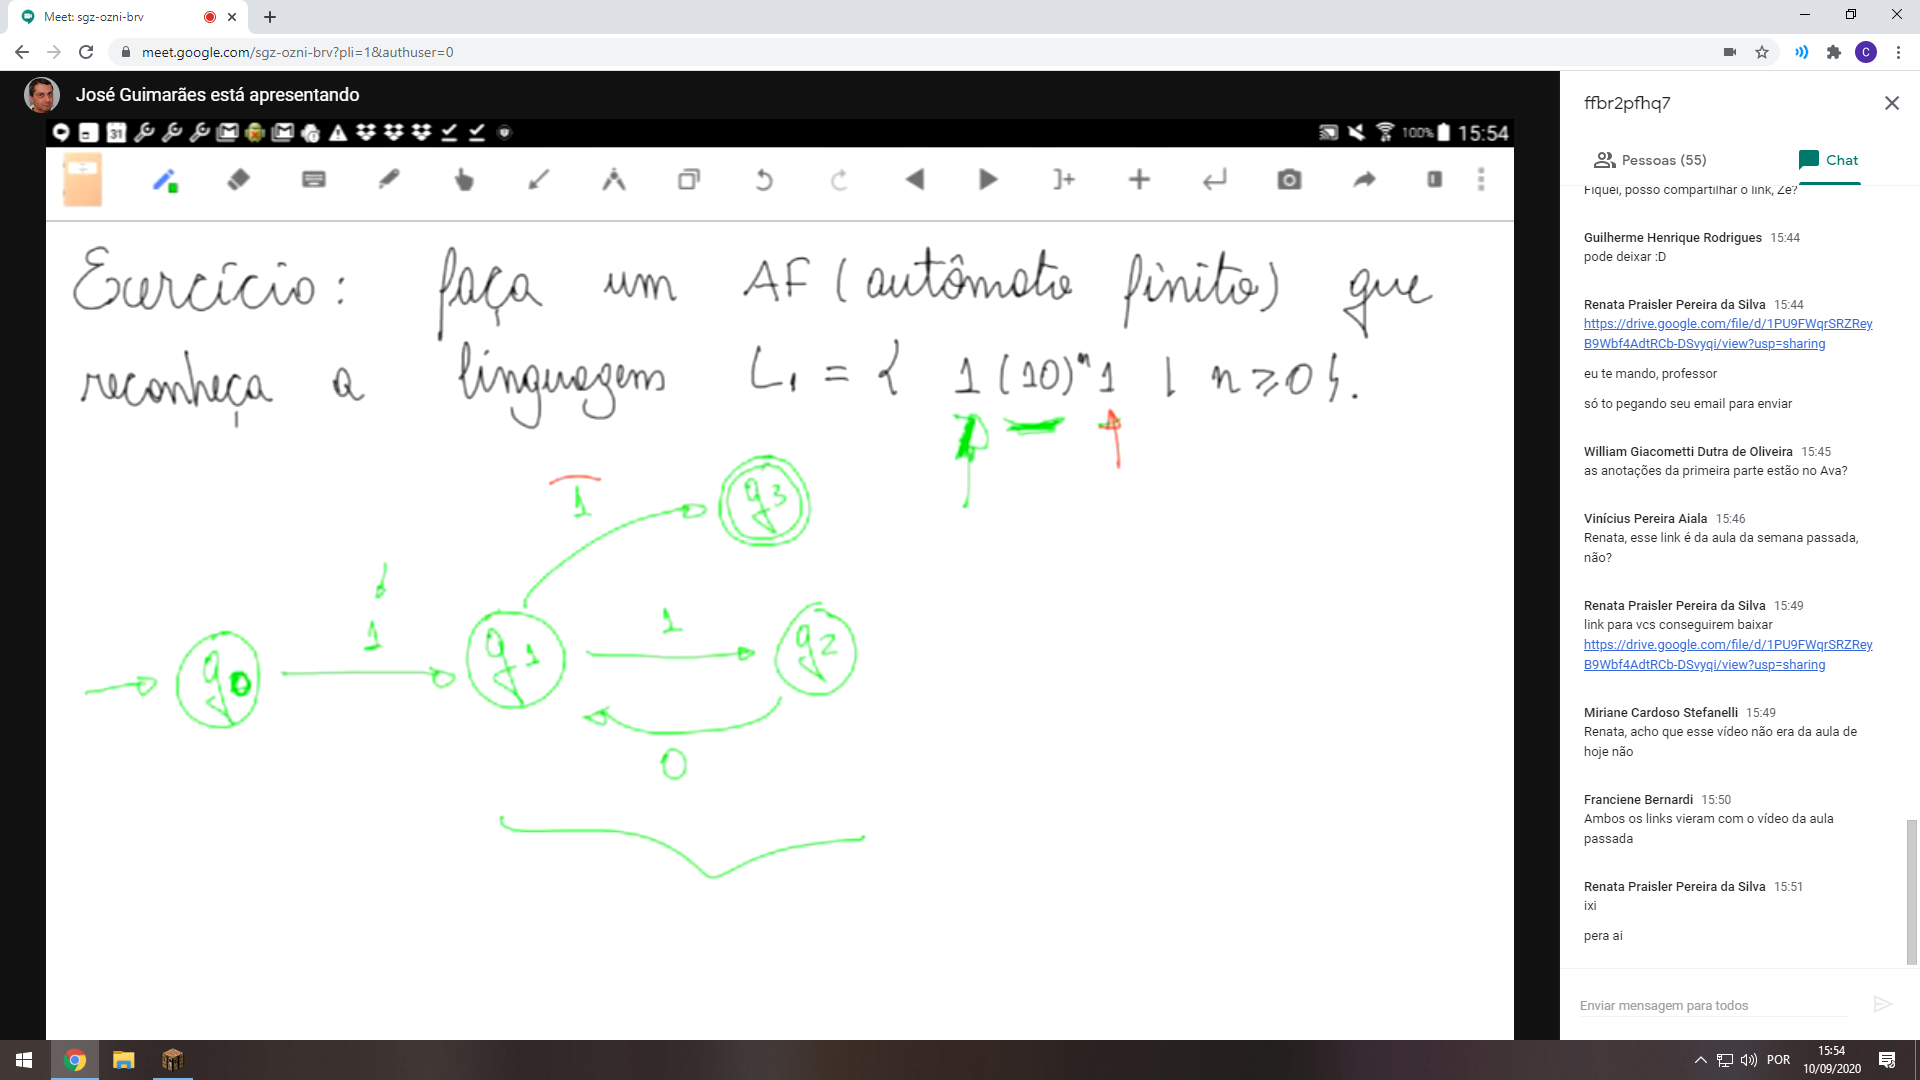 Meet: sgz-ozni-brv
meet.google.com/sgz-ozni-brv?pli=1&authuser=0
C
José Guimarães está apresentando
31
100%
15:54
Exercício: faça um AF (autômato finito) que
reconheça a linguagem L₁ = { 1 (10)ⁿ 1 | n ≥ 0 }.
1
q3
1
q0
q1
1
q2
0
ffbr2pfhq7
Pessoas (55)
Chat
Fiquei, posso compartilhar o link, Zé?
Guilherme Henrique Rodrigues 15:44
pode deixar :D
Renata Praisler Pereira da Silva 15:44
https://drive.google.com/file/d/1PU9FWqrSRZRey
B9Wbf4AdtRCb-DSvyqi/view?usp=sharing
eu te mando, professor
só to pegando seu email para enviar
William Giacometti Dutra de Oliveira 15:45
as anotações da primeira parte estão no Ava?
Vinícius Pereira Aiala 15:46
Renata, esse link é da aula da semana passada,
não?
Renata Praisler Pereira da Silva 15:49
link para vcs conseguirem baixar
https://drive.google.com/file/d/1PU9FWqrSRZRey
B9Wbf4AdtRCb-DSvyqi/view?usp=sharing
Miriane Cardoso Stefanelli 15:49
Renata, acho que esse vídeo não era da aula de
hoje não
Franciene Bernardi 15:50
Ambos os links vieram com o vídeo da aula
passada
Renata Praisler Pereira da Silva 15:51
ixi
pera ai
Enviar mensagem para todos
POR
15:54
10/09/2020